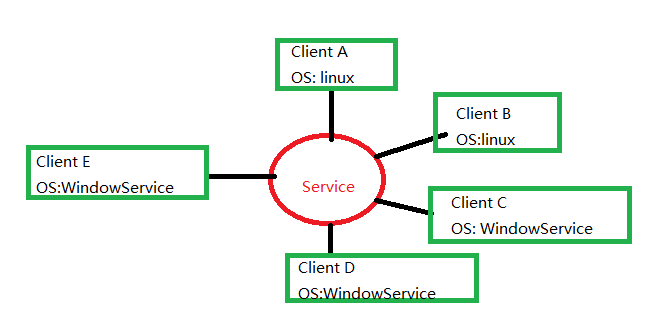 Client A
OS: linux
Client B
OS:linux
Client E
OS:WindowService
Service
Client C
OS: WindowService
Client D
OS:WindowService